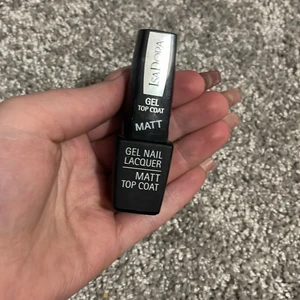 IsaDora
GEL
TOP COAT
MATT
GEL NAIL
LACQUER
MATT
TOP COAT